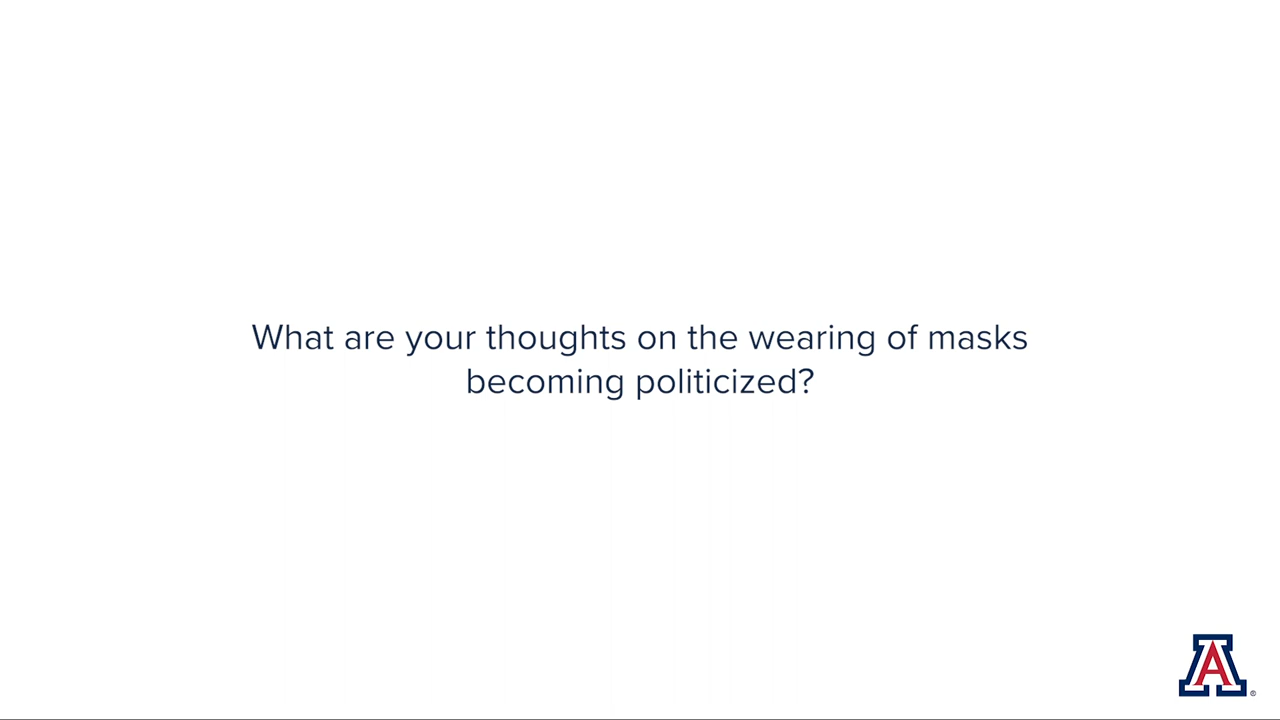 What are your thoughts on the wearing of masks
becoming politicized?
A